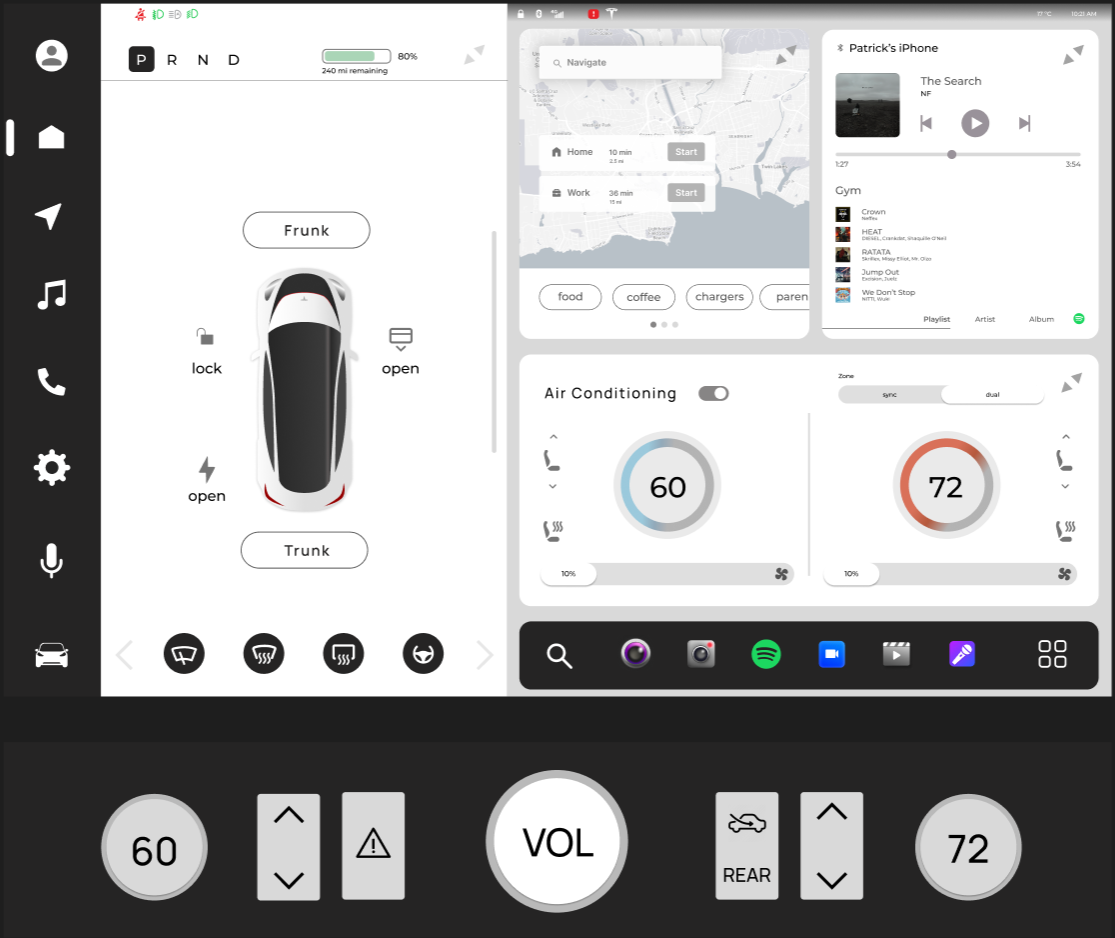 P R N D
80%
240 mi remaining
Frunk
lock
open
open
Trunk
4G
17°C
10:21 AM
Navigate
Home
10 min
2.5 mi
Start
Work
36 min
15 mi
Start
food
coffee
chargers
paren
Patrick's iPhone
The Search
NF
1:27
3:54
Gym
Crown
Neffex
HEAT
DIESEL, Crankdat, Shaquille O'Neil
RATATA
Skrillex, Missy Elliot, Mr. Oizo
Jump Out
Excision, Juelz
We Don't Stop
NITTI, Wuki
Playlist
Artist
Album
Air Conditioning
Zone
sync
dual
60
72
10%
10%
60
VOL
REAR
72